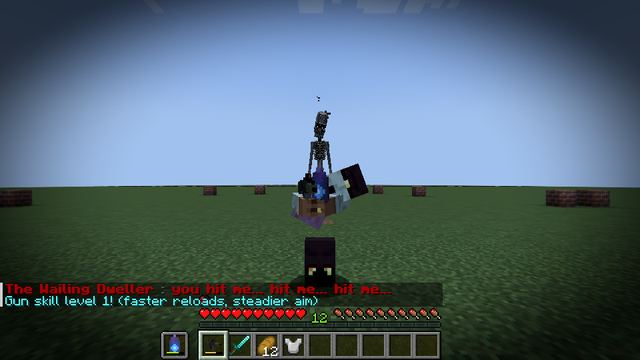 The Wailing Dweller : you hit me... hit me... hit me...
Gun skill level 1! (faster reloads, steadier aim)
12
12